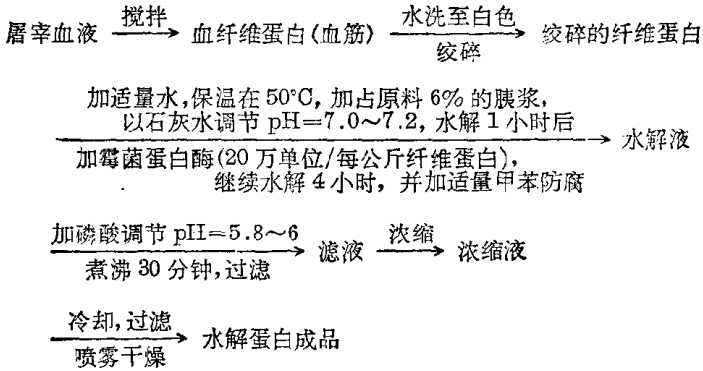 屠宰血液 搅拌 血纤维蛋白(血筋) 水洗至白色 绞碎 绞碎的纤维蛋白
加适量水,保温在50°C,加占原料6%的胰浆,
以石灰水调节pH=7.0~7.2,水解1小时后
水解液
加霉菌蛋白酶(20万单位/每公斤纤维蛋白),
继续水解4小时,并加适量甲苯防腐
加磷酸调节pH=5.8~6 煮沸30分钟,过滤 滤液 浓缩 浓缩液
冷却,过滤 喷雾干燥 水解蛋白成品